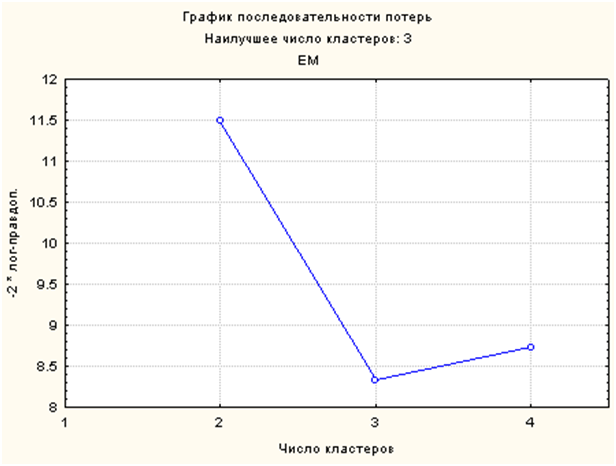 График последовательности потерь
Наилучшее число кластеров: 3
EM
12
11.5
11
10.5
10
9.5
9
8.5
8
-2 * лог-правдоп.
1 2 3 4
Число кластеров